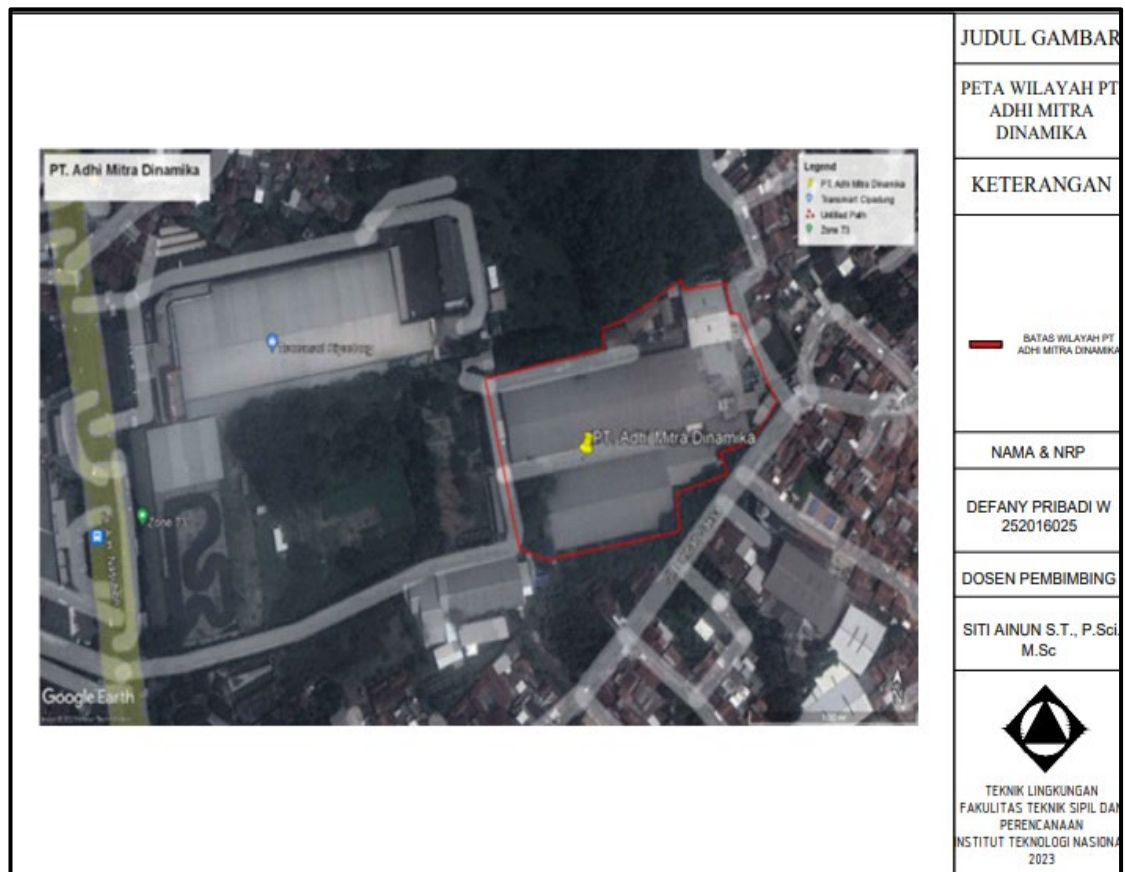 PT. Adhi Mitra Dinamika
Legend
PT. Adhi Mitra Dinamika
Transmart Cipadung
Untitled Path
Zone 73
PT. Adhi Mitra Dinamika
Zone 73
Google Earth
N
100 m
JUDUL GAMBAR
PETA WILAYAH PT
ADHI MITRA
DINAMIKA
KETERANGAN
BATAS WILAYAH PT
ADHI MITRA DINAMIKA
NAMA & NRP
DEFANY PRIBADI W
252016025
DOSEN PEMBIMBING
SITI AINUN S.T., P.Sci.
M.Sc
TEKNIK LINGKUNGAN
FAKULITAS TEKNIK SIPIL DAN
PERENCANAAN
INSTITUT TEKNOLOGI NASIONA
2023